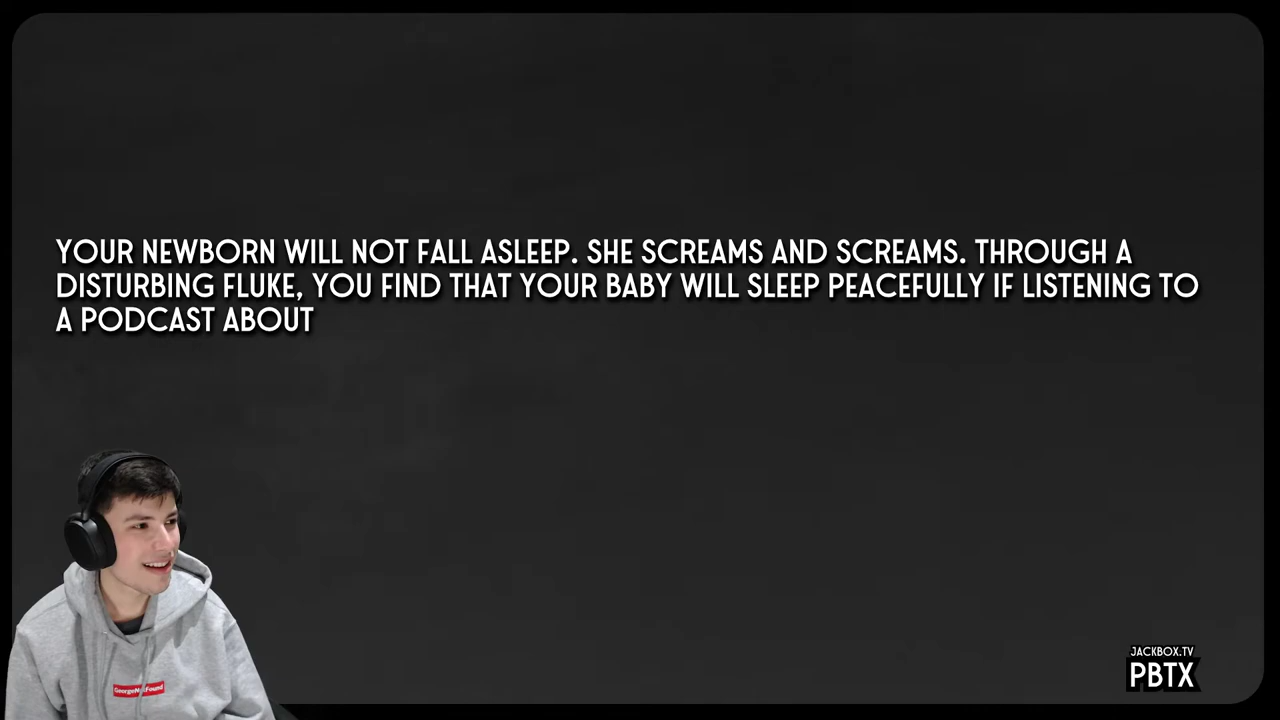 YOUR NEWBORN WILL NOT FALL ASLEEP. SHE SCREAMS AND SCREAMS. THROUGH A
DISTURBING FLUKE, YOU FIND THAT YOUR BABY WILL SLEEP PEACEFULLY IF LISTENING TO
A PODCAST ABOUT
JACKBOX.TV
PBTX
GeorgeNotFound